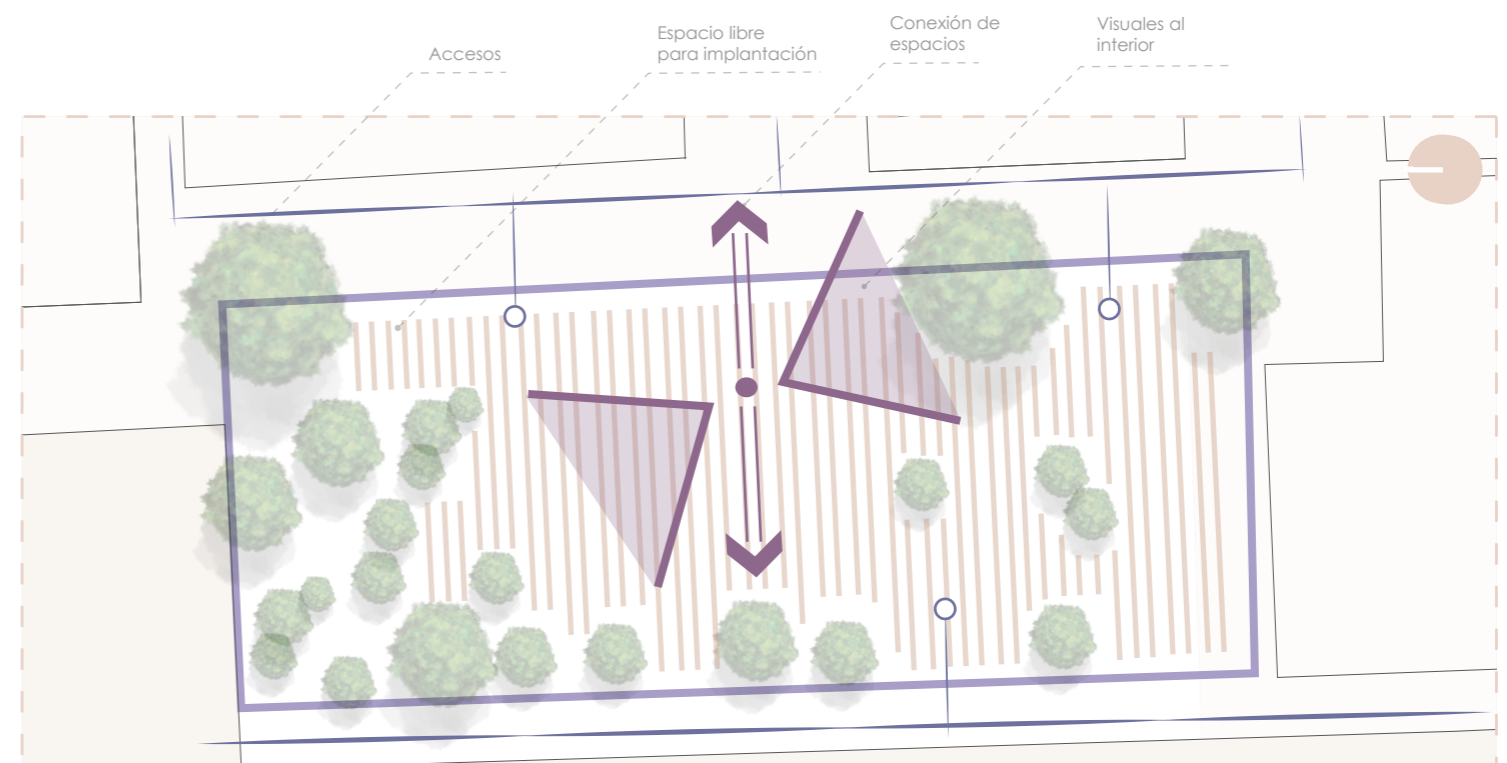 Accesos
Espacio libre
para implantación
Conexión de
espacios
Visuales al
interior